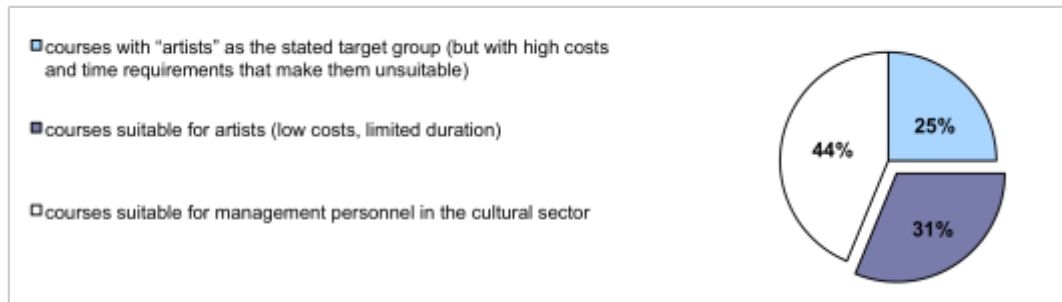 courses with “artists” as the stated target group (but with high costs
and time requirements that make them unsuitable)
courses suitable for artists (low costs, limited duration)
courses suitable for management personnel in the cultural sector
25%
44%
31%